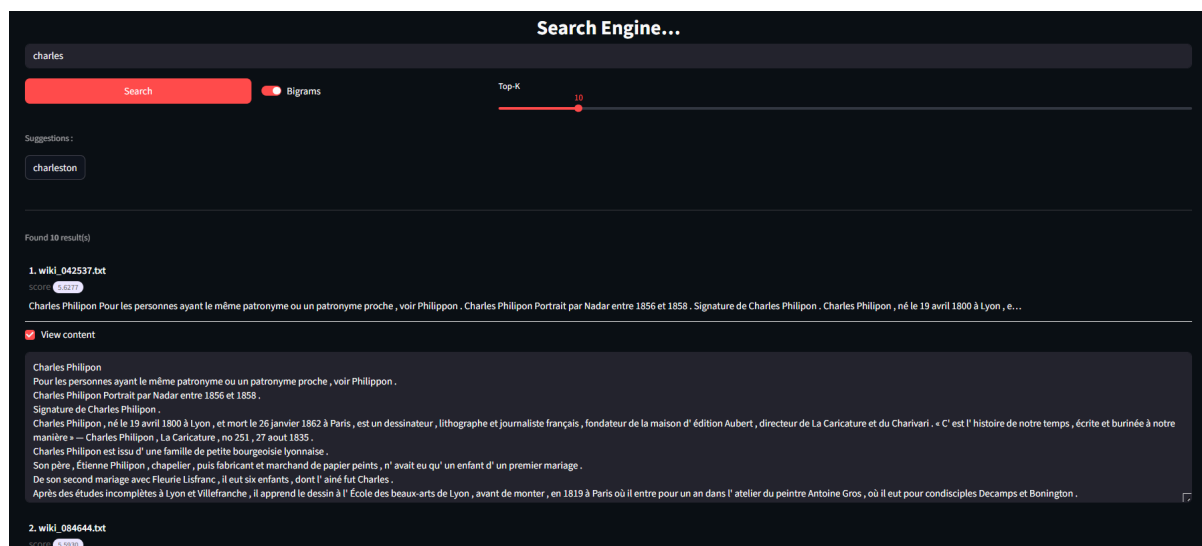 Search Engine...
charles
Search
Bigrams
Top-K
10
Suggestions :
charleston
Found 10 result(s)
1. wiki_042537.txt
score 5.6277
Charles Philipon Pour les personnes ayant le même patronyme ou un patronyme proche , voir Philippon . Charles Philipon Portrait par Nadar entre 1856 et 1858 . Signature de Charles Philipon . Charles Philipon , né le 19 avril 1800 à Lyon , e...
View content
Charles Philipon
Pour les personnes ayant le même patronyme ou un patronyme proche , voir Philippon .
Charles Philipon Portrait par Nadar entre 1856 et 1858 .
Signature de Charles Philipon .
Charles Philipon , né le 19 avril 1800 à Lyon , et mort le 26 janvier 1862 à Paris , est un dessinateur , lithographe et journaliste français , fondateur de la maison d' édition Aubert , directeur de La Caricature et du Charivari . « C' est l' histoire de notre temps , écrite et burinée à notre
manière » — Charles Philipon , La Caricature , no 251 , 27 aout 1835 .
Charles Philipon est issu d' une famille de petite bourgeoisie lyonnaise .
Son père , Étienne Philipon , chapelier , puis fabricant et marchand de papier peints , n' avait eu qu' un enfant d' un premier mariage .
De son second mariage avec Fleurie Lisfranc , il eut six enfants , dont l' ainé fut Charles .
Après des études incomplètes à Lyon et Villefranche , il apprend le dessin à l' École des beaux-arts de Lyon , avant de monter , en 1819 à Paris où il entre pour un an dans l' atelier du peintre Antoine Gros , où il eut pour condisciples Decamps et Bonington .
2. wiki_084644.txt
score